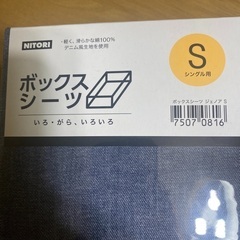 NITORI
・軽く、滑らかな綿100%
デニム風生地を使用
ボックス
シーツ
いろ・がら、いろいろ
S
シングル用
ボックスシーツ ジェノア S
7507 0816